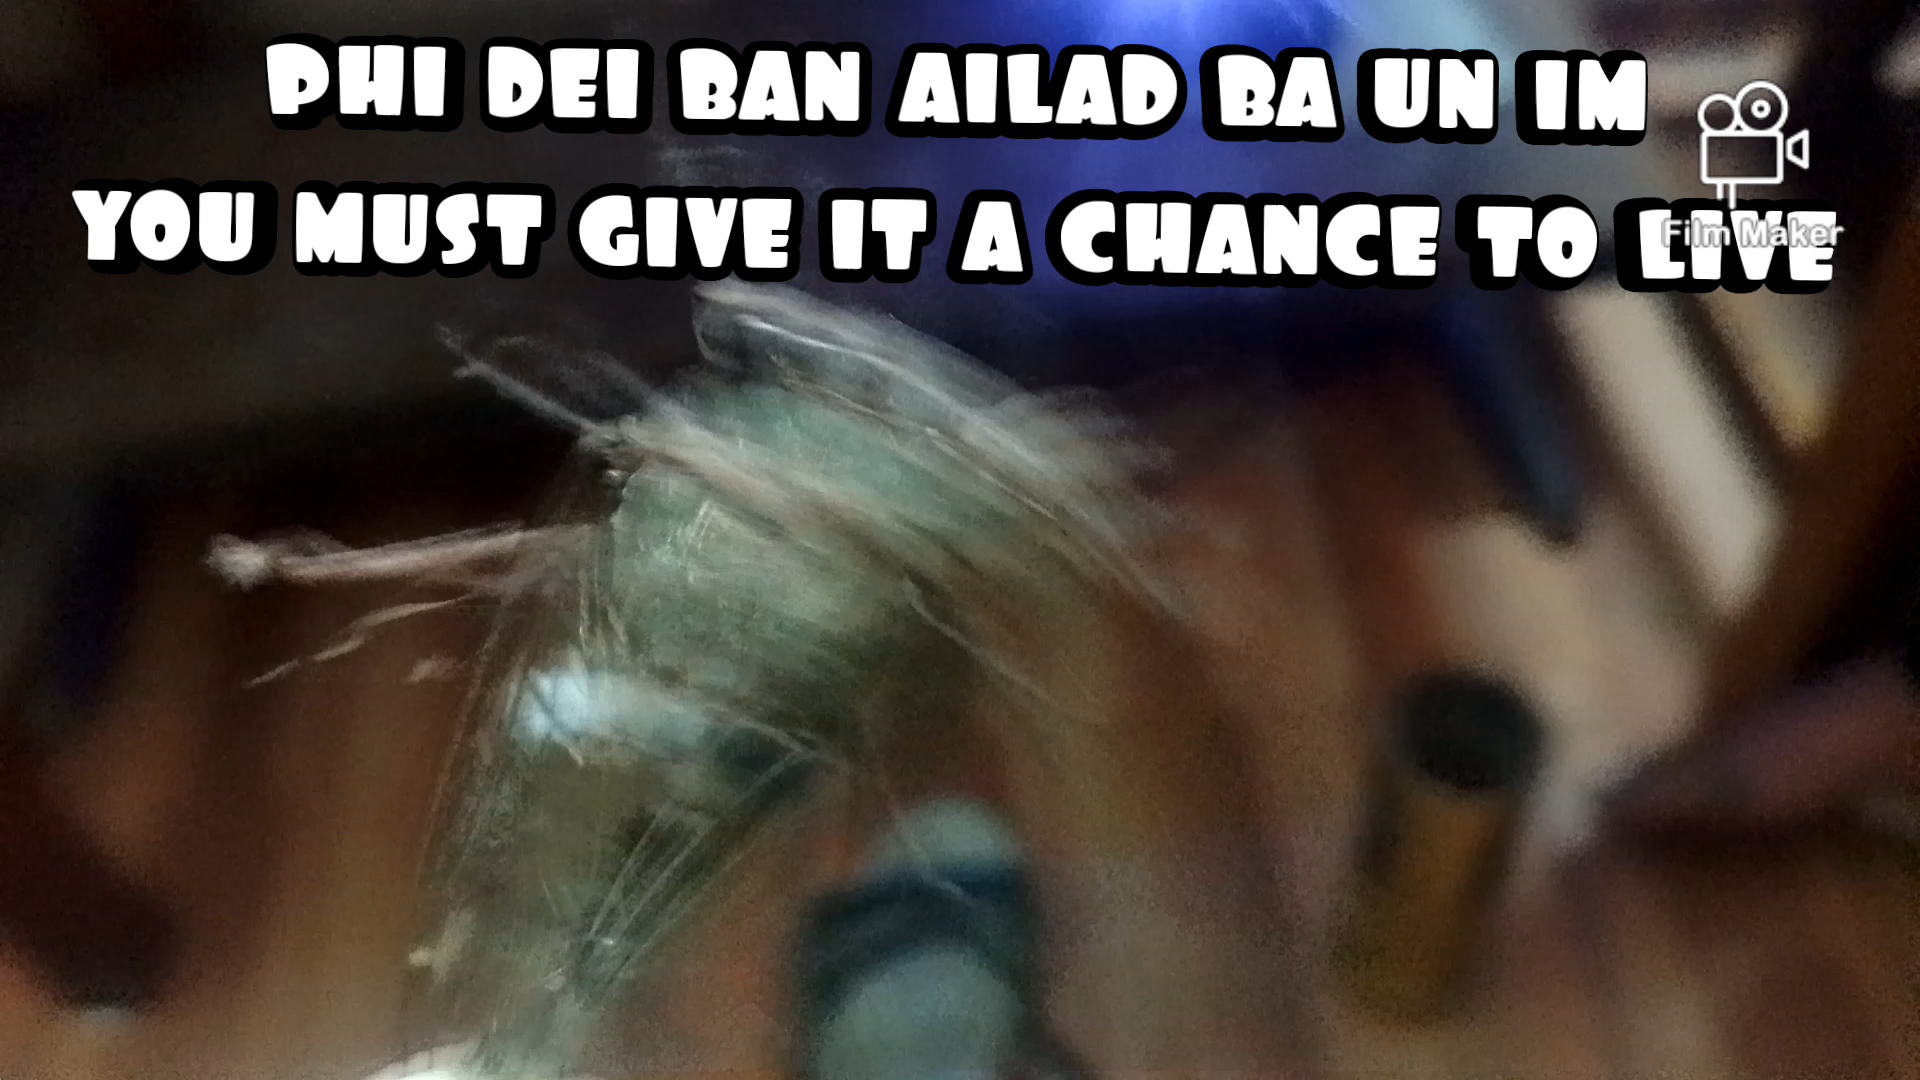 PHI DEI BAN AILAD BA UN IM
YOU MUST GIVE IT A CHANCE TO LIVE
Film Maker